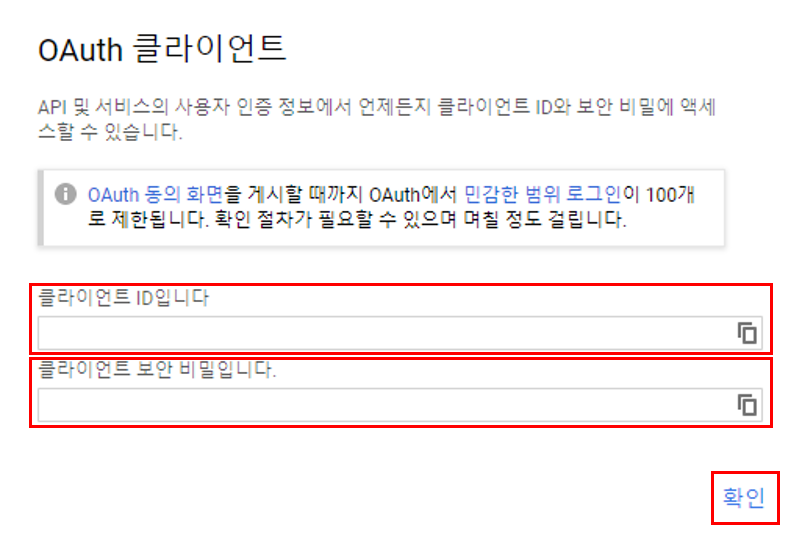 OAuth 클라이언트
API 및 서비스의 사용자 인증 정보에서 언제든지 클라이언트 ID와 보안 비밀에 액세
스할 수 있습니다.
OAuth 동의 화면을 게시할 때까지 OAuth에서 민감한 범위 로그인이 100개
로 제한됩니다. 확인 절차가 필요할 수 있으며 며칠 정도 걸립니다.
클라이언트 ID입니다
클라이언트 보안 비밀입니다.
확인